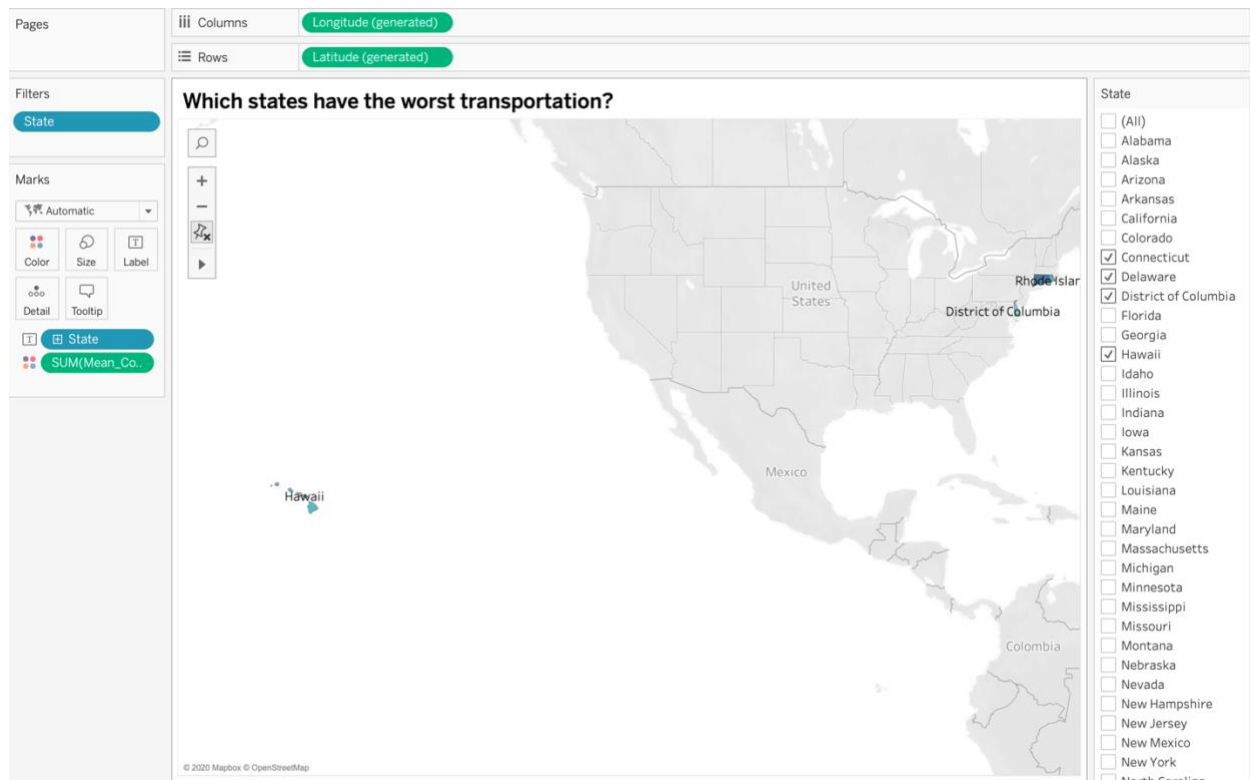 Pages
Columns
Longitude (generated)
Rows
Latitude (generated)
Filters
State
Marks
Automatic
Color
Size
Label
Detail
Tooltip
State
SUM(Mean_Co..
Which states have the worst transportation?
United
States
Rhode Islan
District of Columbia
Mexico
Hawaii
Colombia
© 2020 Mapbox © OpenStreetMap
State
(All)
Alabama
Alaska
Arizona
Arkansas
California
Colorado
Connecticut
Delaware
District of Columbia
Florida
Georgia
Hawaii
Idaho
Illinois
Indiana
Iowa
Kansas
Kentucky
Louisiana
Maine
Maryland
Massachusetts
Michigan
Minnesota
Mississippi
Missouri
Montana
Nebraska
Nevada
New Hampshire
New Jersey
New Mexico
New York
North Carolina